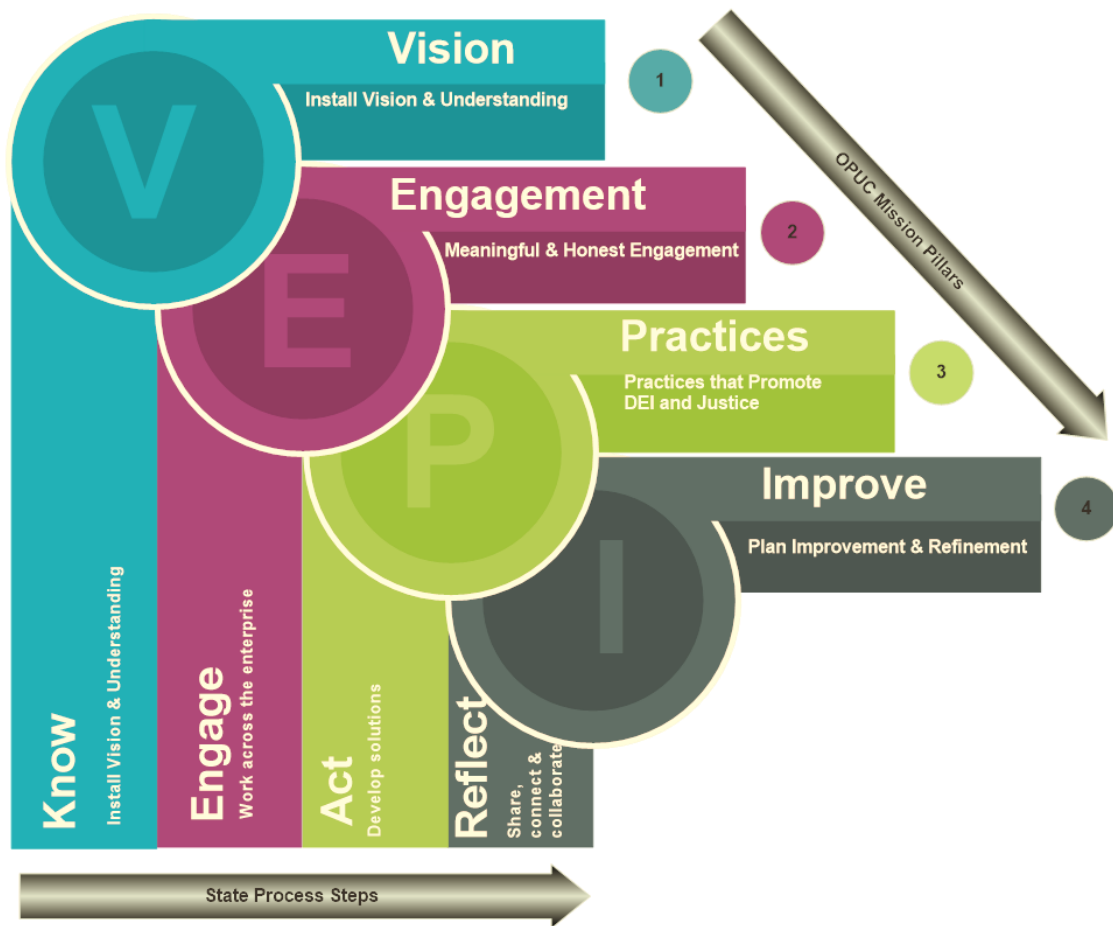 V
Vision
Install Vision & Understanding
1
E
Engagement
Meaningful & Honest Engagement
2
P
Practices
Practices that Promote
DEI and Justice
3
I
Improve
Plan Improvement & Refinement
4
OPUC Mission Pillars
Know
Install Vision & Understanding
Engage
Work across the enterprise
Act
Develop solutions
Reflect
Share,
connect &
collaborate
State Process Steps